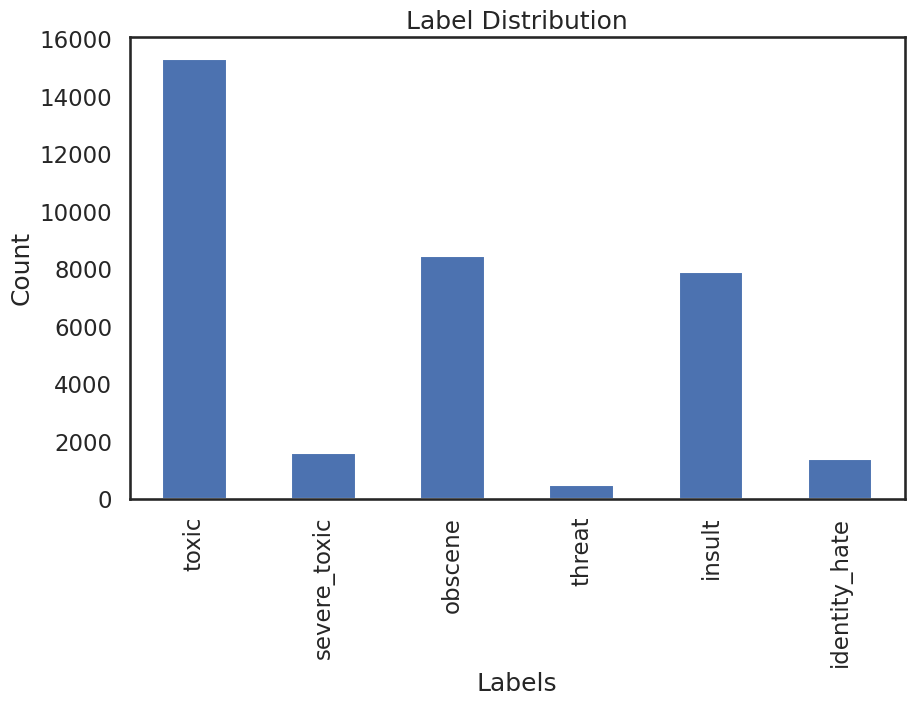 Label Distribution
16000
14000
12000
10000
8000
6000
4000
2000
0
Count
toxic
severe_toxic
obscene
threat
insult
identity_hate
Labels